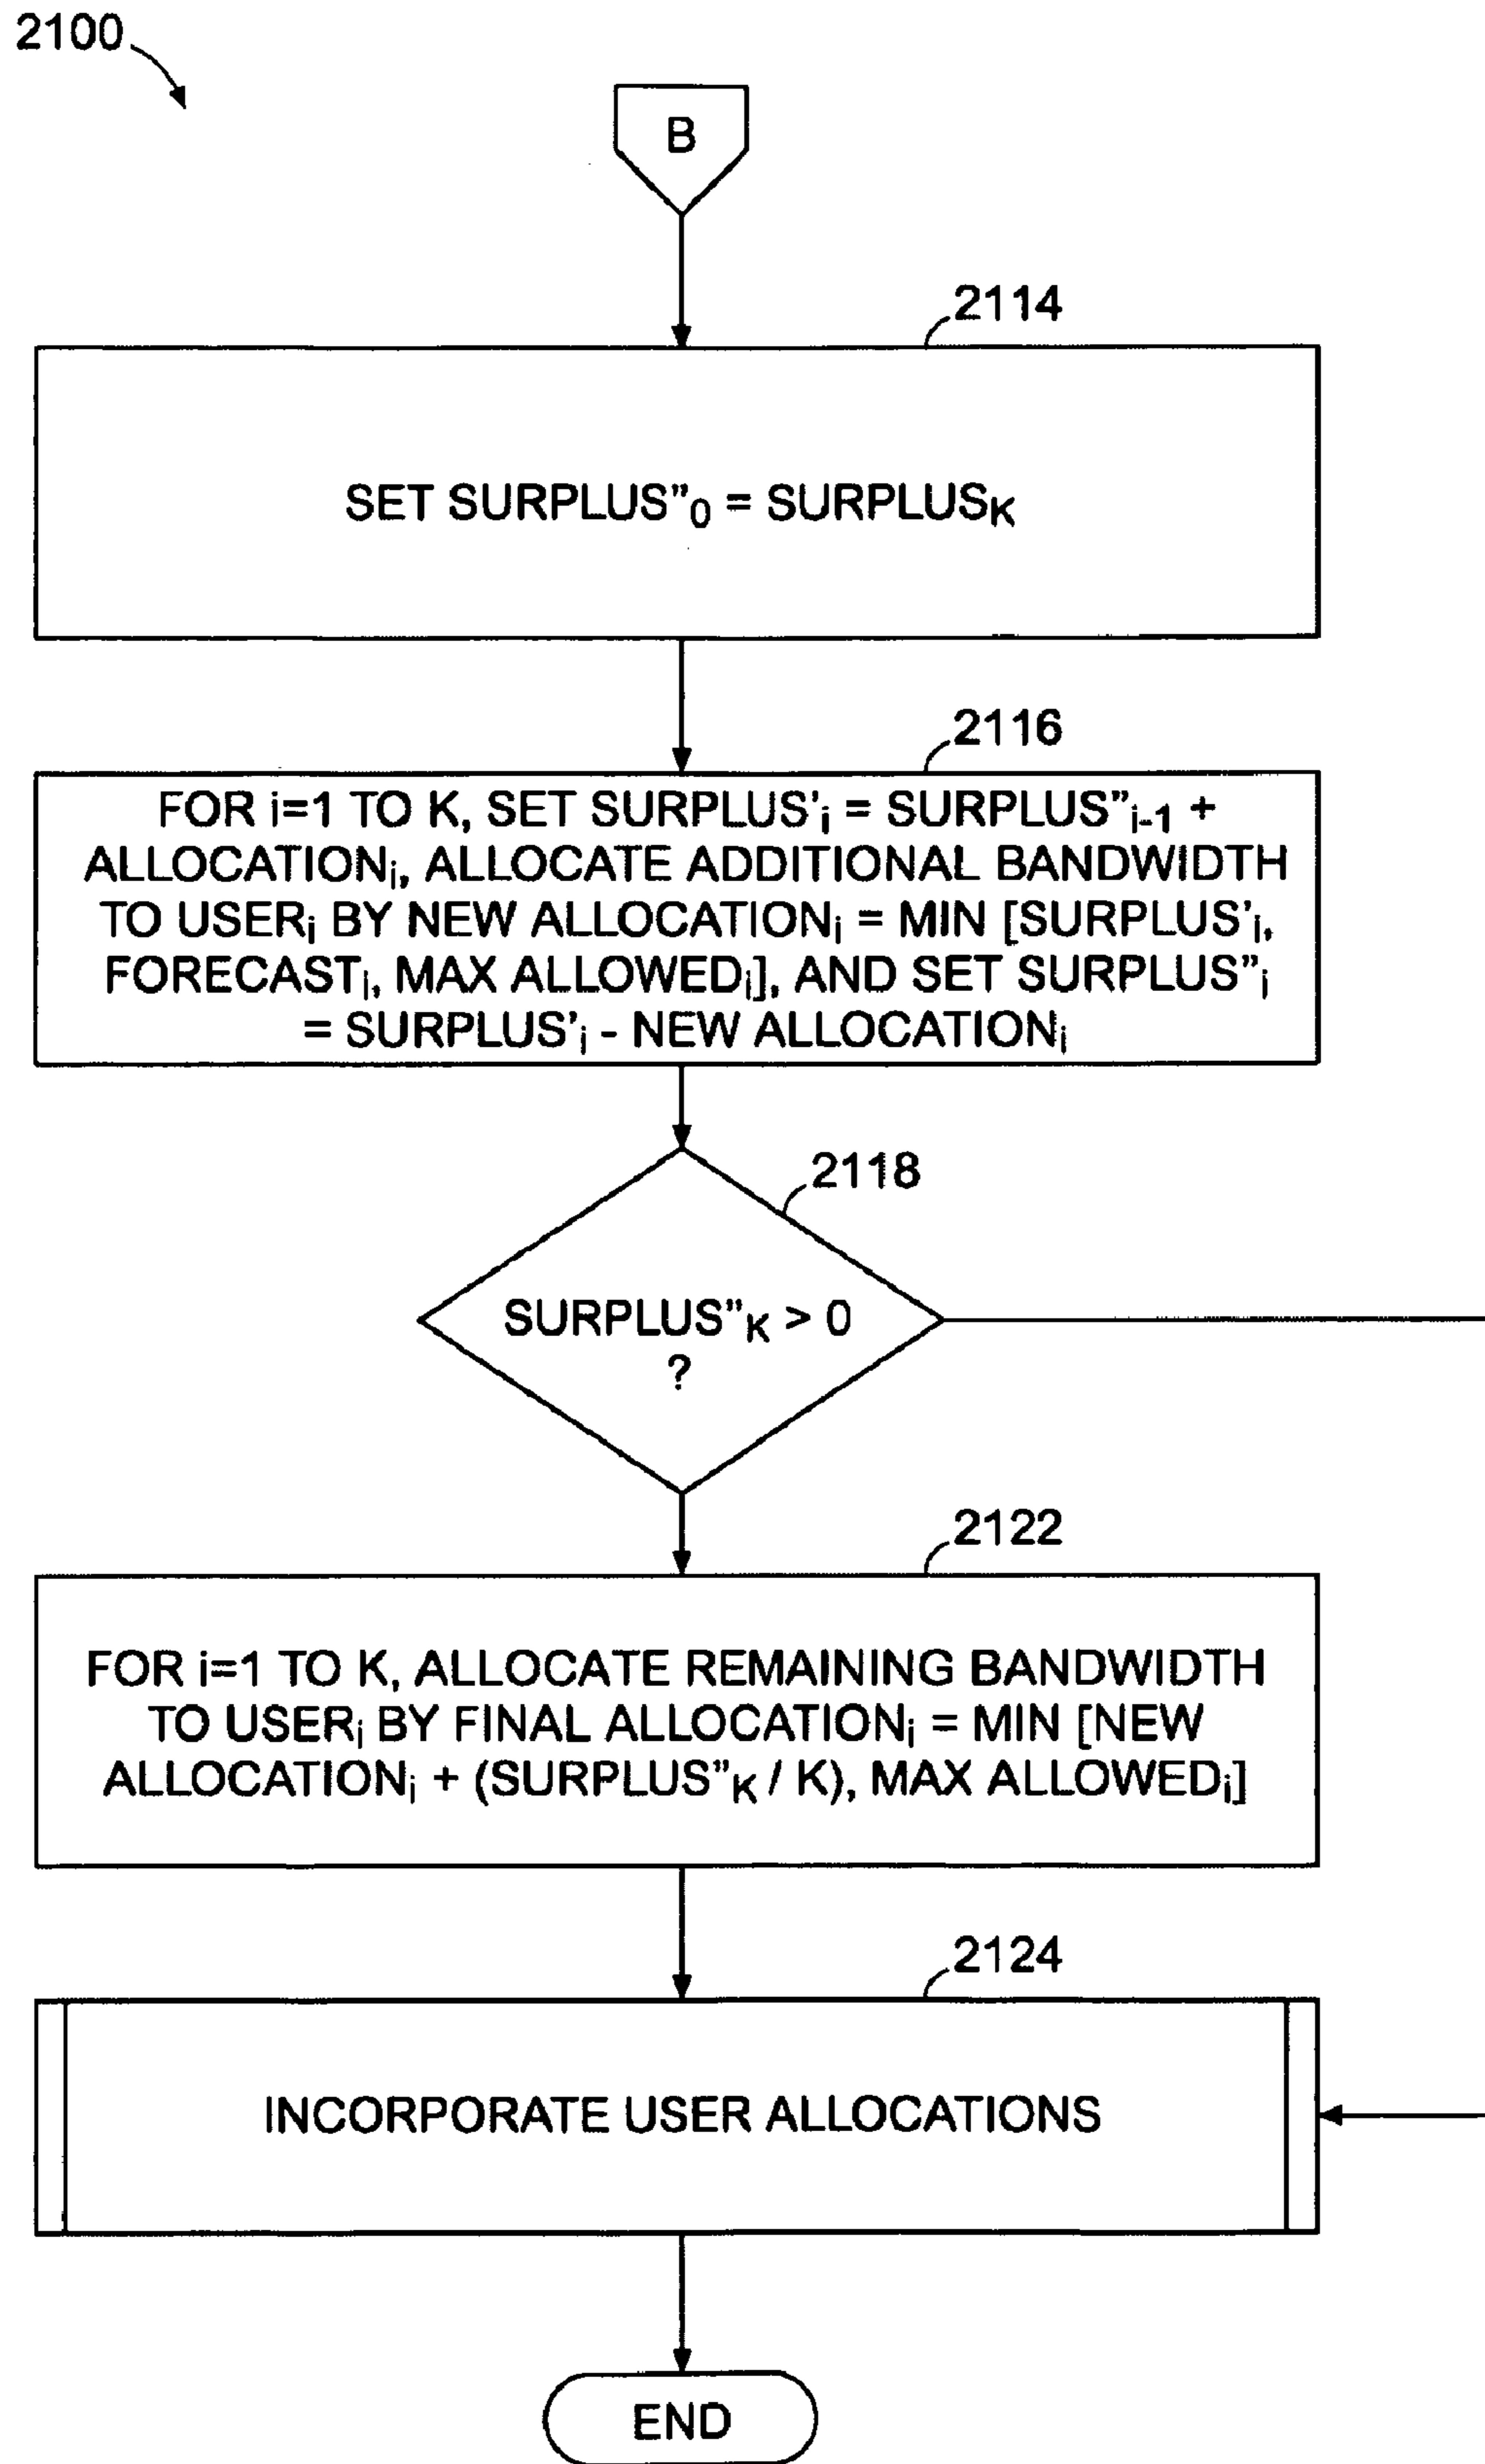 2100
B
2114
SET SURPLUS”₀ = SURPLUSₖ
2116
FOR i=1 TO K, SET SURPLUS'ᵢ = SURPLUS”ᵢ₋₁ +
ALLOCATIONᵢ, ALLOCATE ADDITIONAL BANDWIDTH
TO USERᵢ BY NEW ALLOCATIONᵢ = MIN [SURPLUS'ᵢ,
FORECASTᵢ, MAX ALLOWEDᵢ], AND SET SURPLUS”ᵢ
= SURPLUS'ᵢ - NEW ALLOCATIONᵢ
2118
SURPLUS”ₖ > 0
?
2122
FOR i=1 TO K, ALLOCATE REMAINING BANDWIDTH
TO USERᵢ BY FINAL ALLOCATIONᵢ = MIN [NEW
ALLOCATIONᵢ + (SURPLUS”ₖ / K), MAX ALLOWEDᵢ]
2124
INCORPORATE USER ALLOCATIONS
END